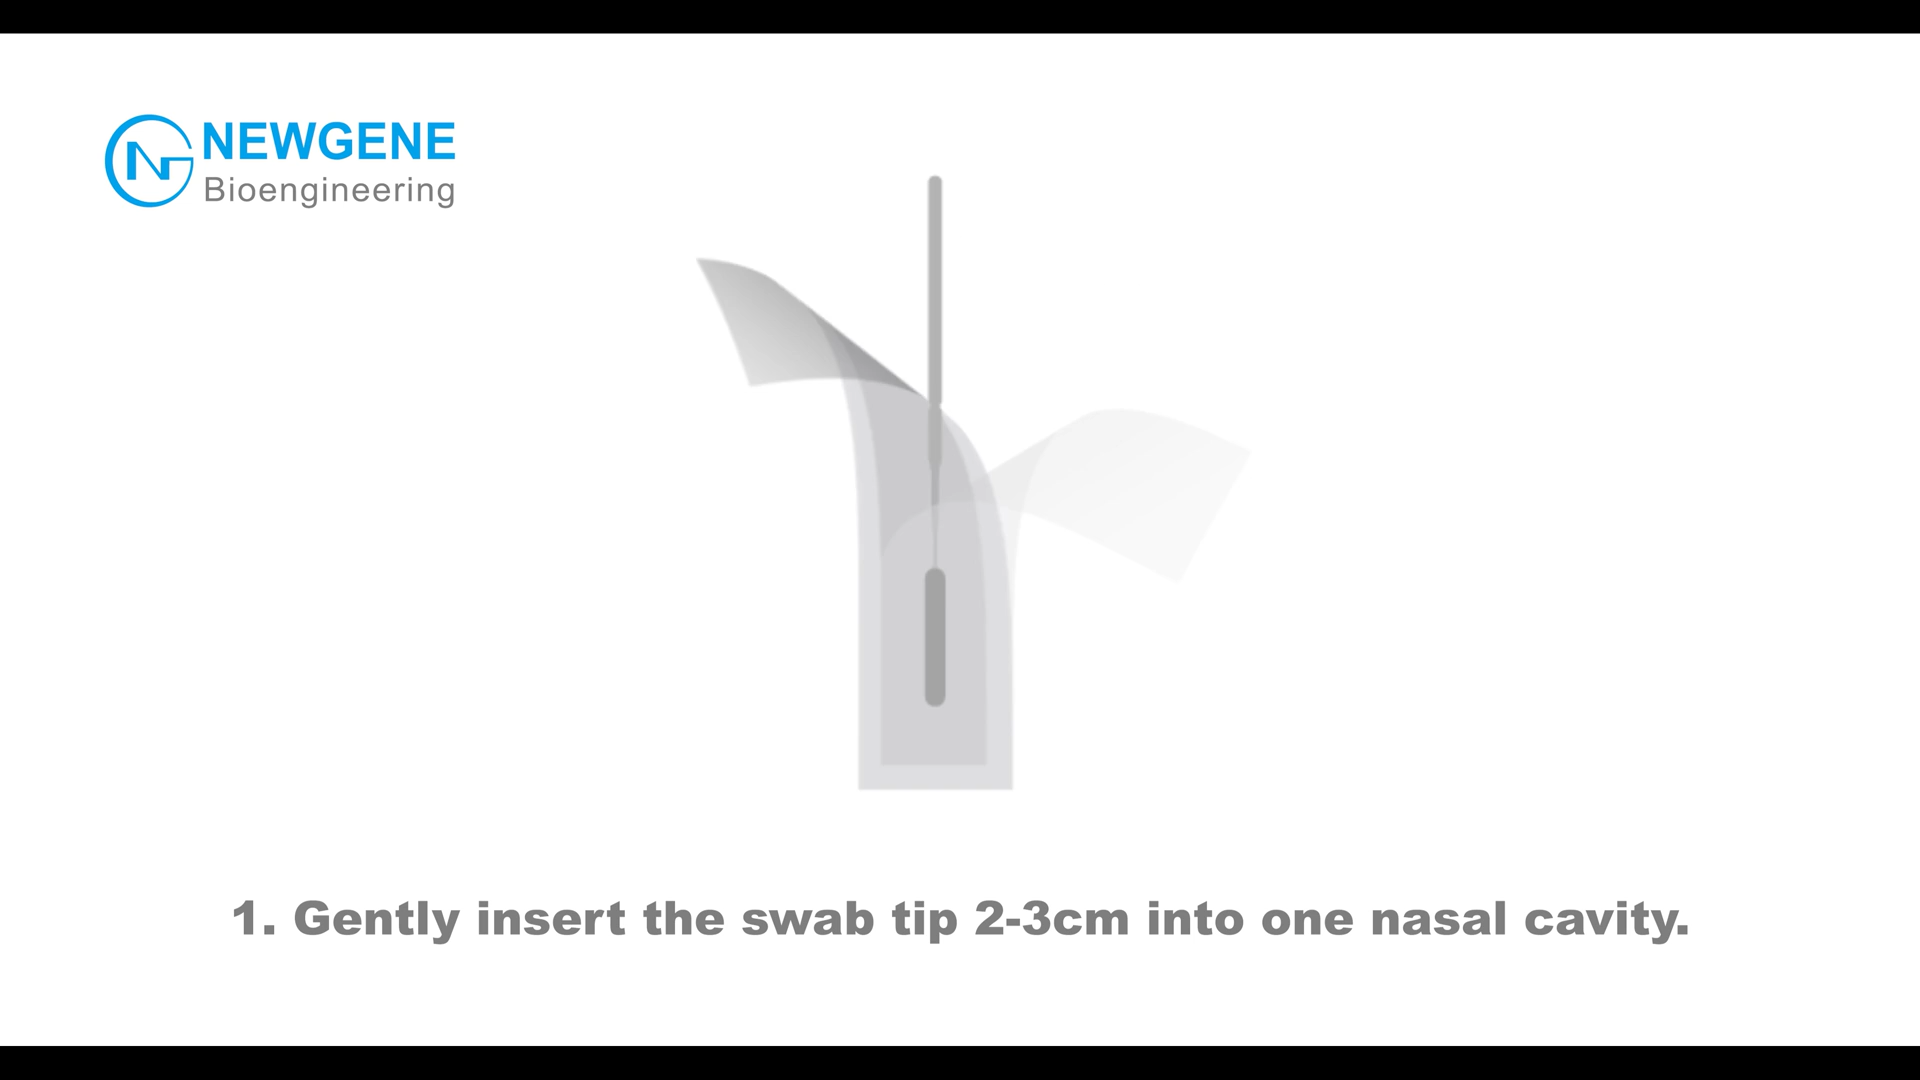 NEWGENE
Bioengineering
1. Gently insert the swab tip 2-3cm into one nasal cavity.